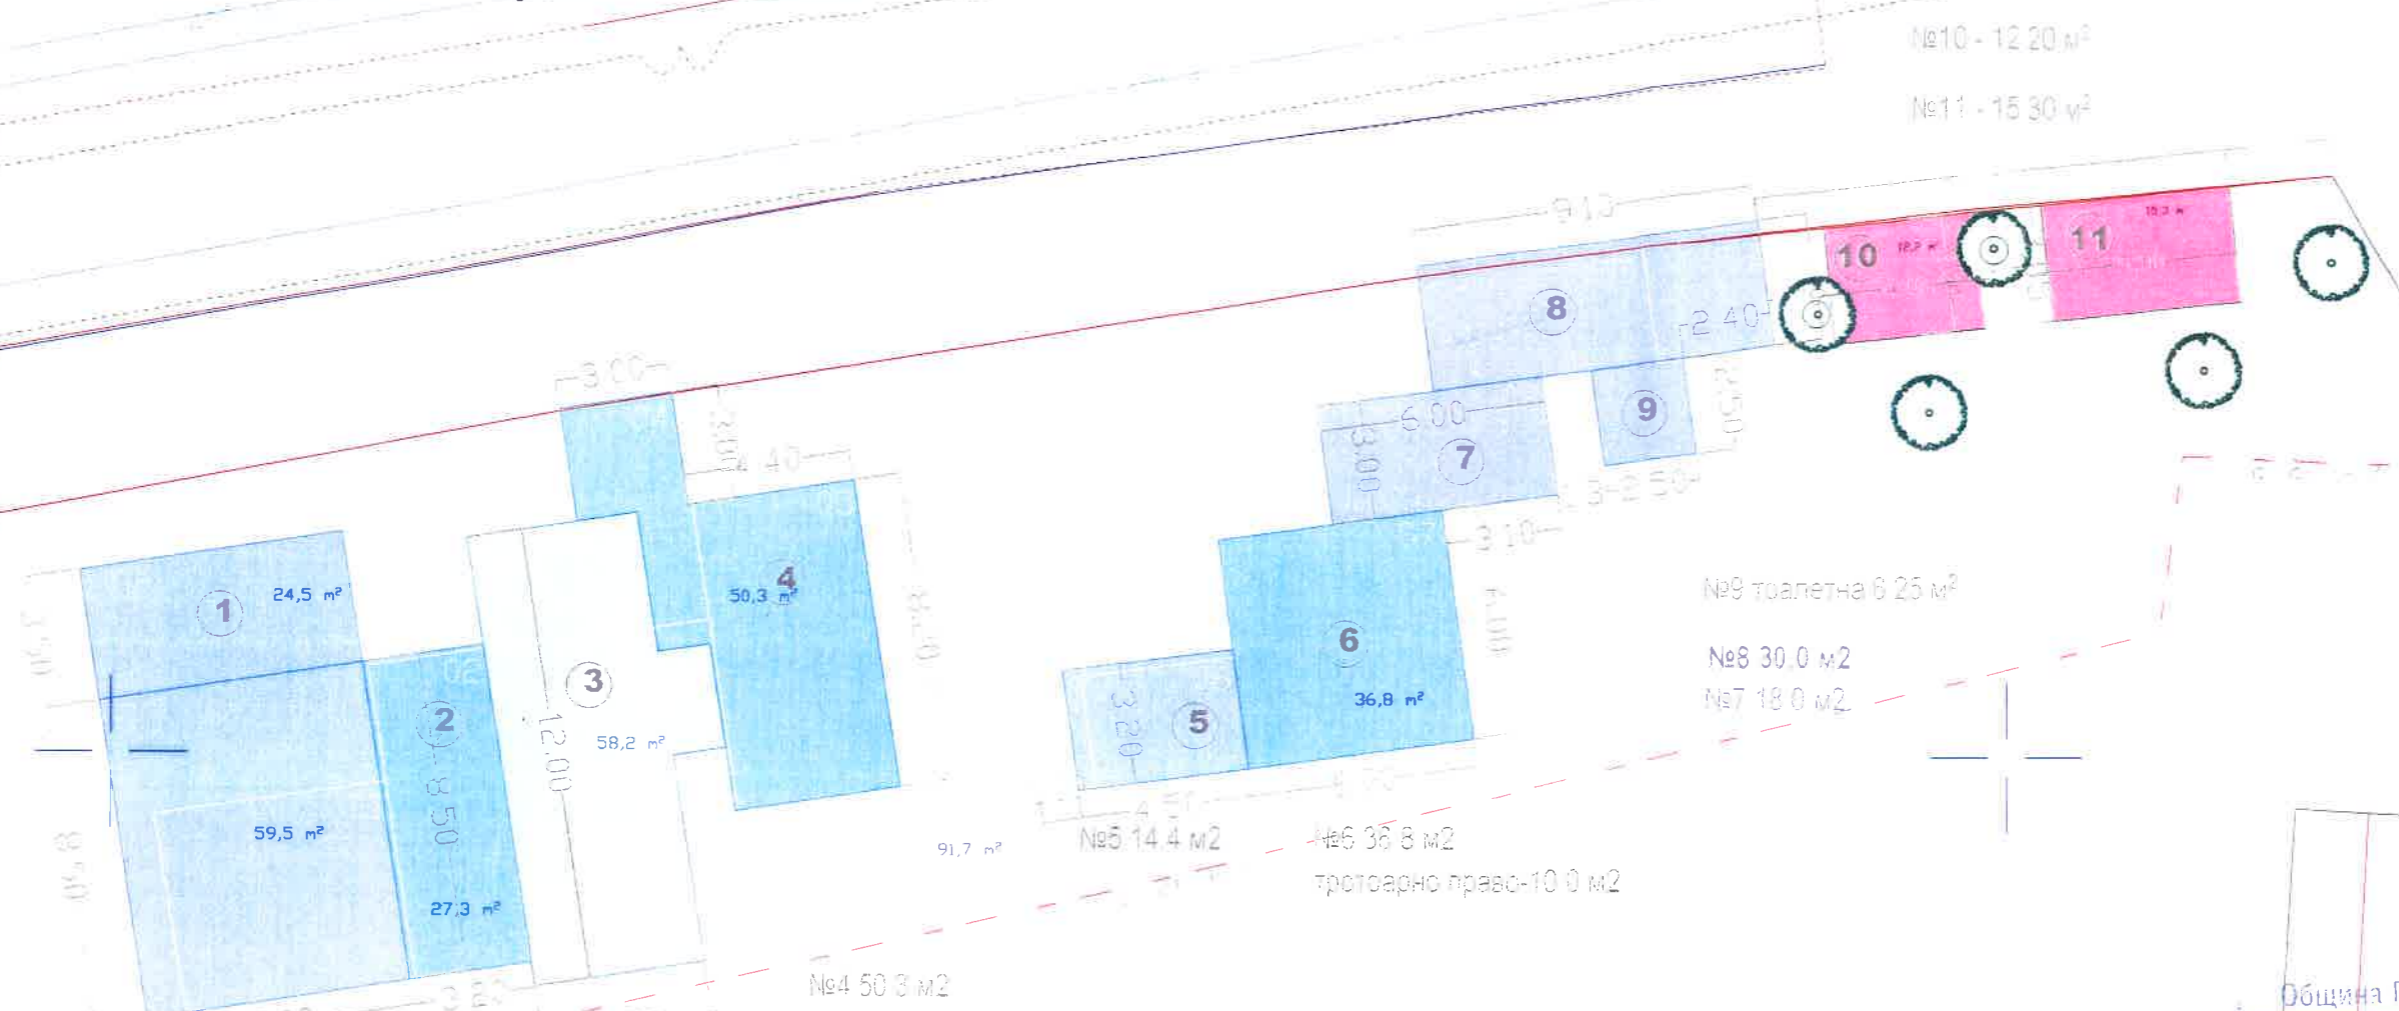 №10 - 12 20 м²
№11 - 15 30 м²
9.10
10
11
8
2.40
3.00
9
6.00
3.00
7
4 40
2 50
3 10
1
24,5 m²
4
50,3 m²
№9 тоалетна 6 25 м²
6
№8 30.0 м2
3
№7 18 0 м2
36,8 m²
2
3 20
5
12.00
58,2 m²
8 50
59,5 m²
91,7 m²
№5 14.4 м2
№6 36 8 м2
тротоарно право-10 0 м2
27,3 m²
№4 50 3 м2
Община